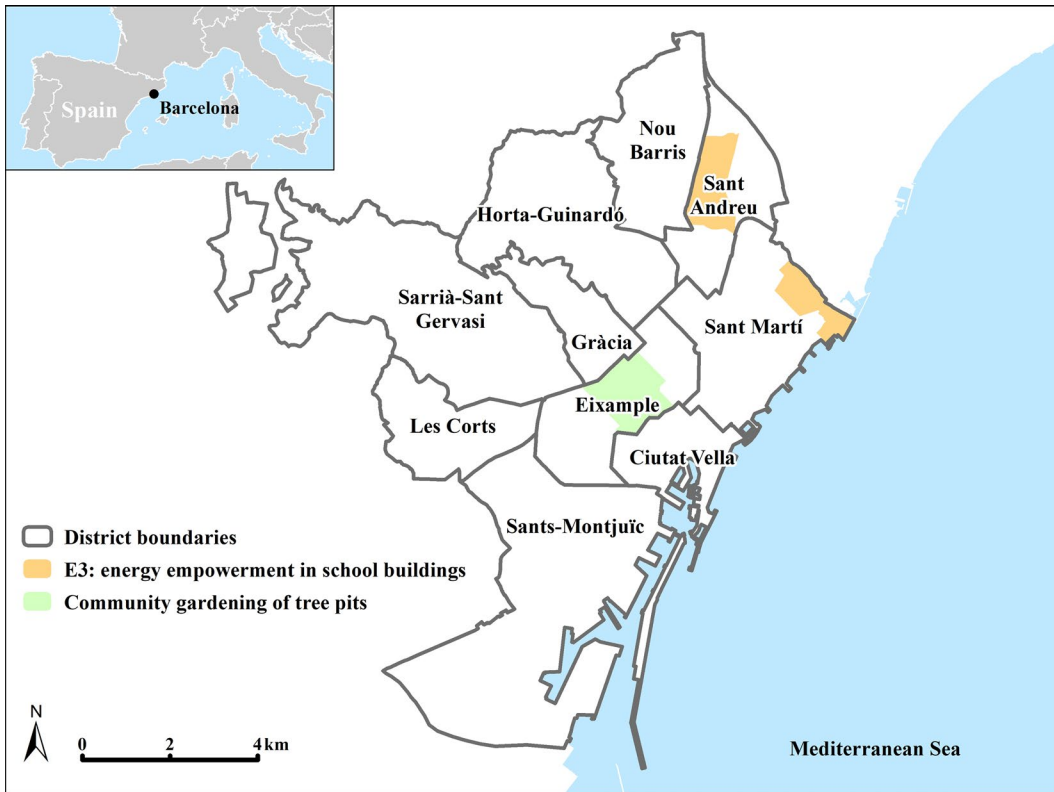 Spain
Barcelona
Nou
Barris
Sant
Andreu
Horta-Guinardó
Sarrià-Sant
Gervasi
Sant Martí
Gràcia
Eixample
Les Corts
Ciutat Vella
Sants-Montjuïc
District boundaries
E3: energy empowerment in school buildings
Community gardening of tree pits
N
0 2 4 km
Mediterranean Sea